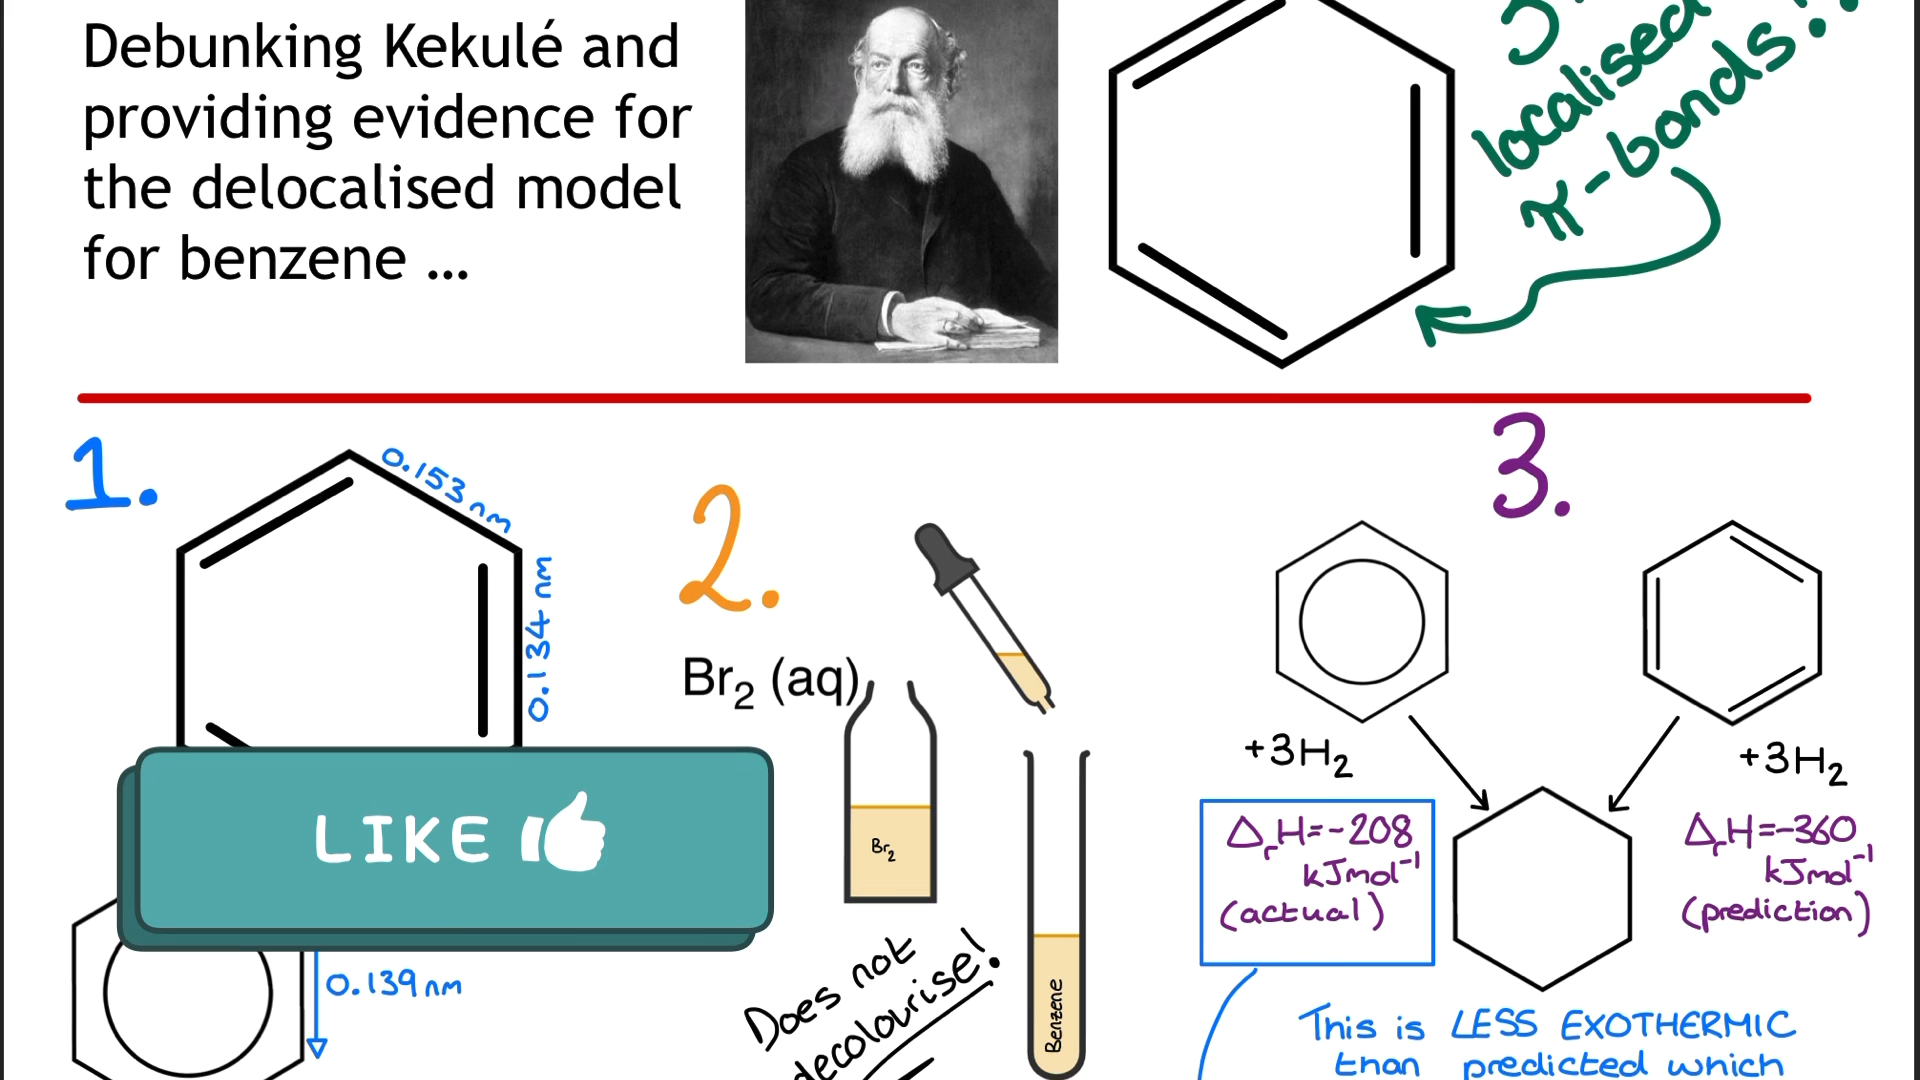 Debunking Kekulé and
providing evidence for
the delocalised model
for benzene ...
localised
π-bonds!
1.
0.153 nm
0.134 nm
LIKE
0.139 nm
2.
Br₂ (aq)
Br₂
Benzene
Does not
decolourise!
3.
+3H₂
+3H₂
ΔᵣH=-208
kJmol⁻¹
(actual)
ΔᵣH=-360
kJmol⁻¹
(prediction)
This is LESS EXOTHERMIC
than predicted which